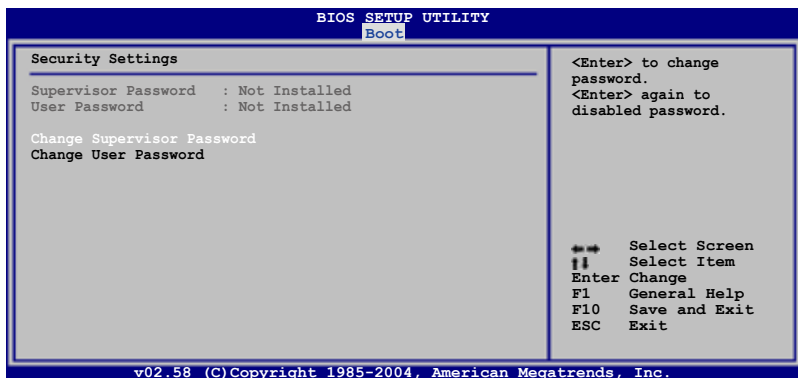 BIOS SETUP UTILITY
Boot
Security Settings
Supervisor Password : Not Installed
User Password : Not Installed
Change Supervisor Password
Change User Password
<Enter> to change
password.
<Enter> again to
disabled password.
Select Screen
Select Item
Enter Change
F1 General Help
F10 Save and Exit
ESC Exit
v02.58 (C)Copyright 1985-2004, American Megatrends, Inc.